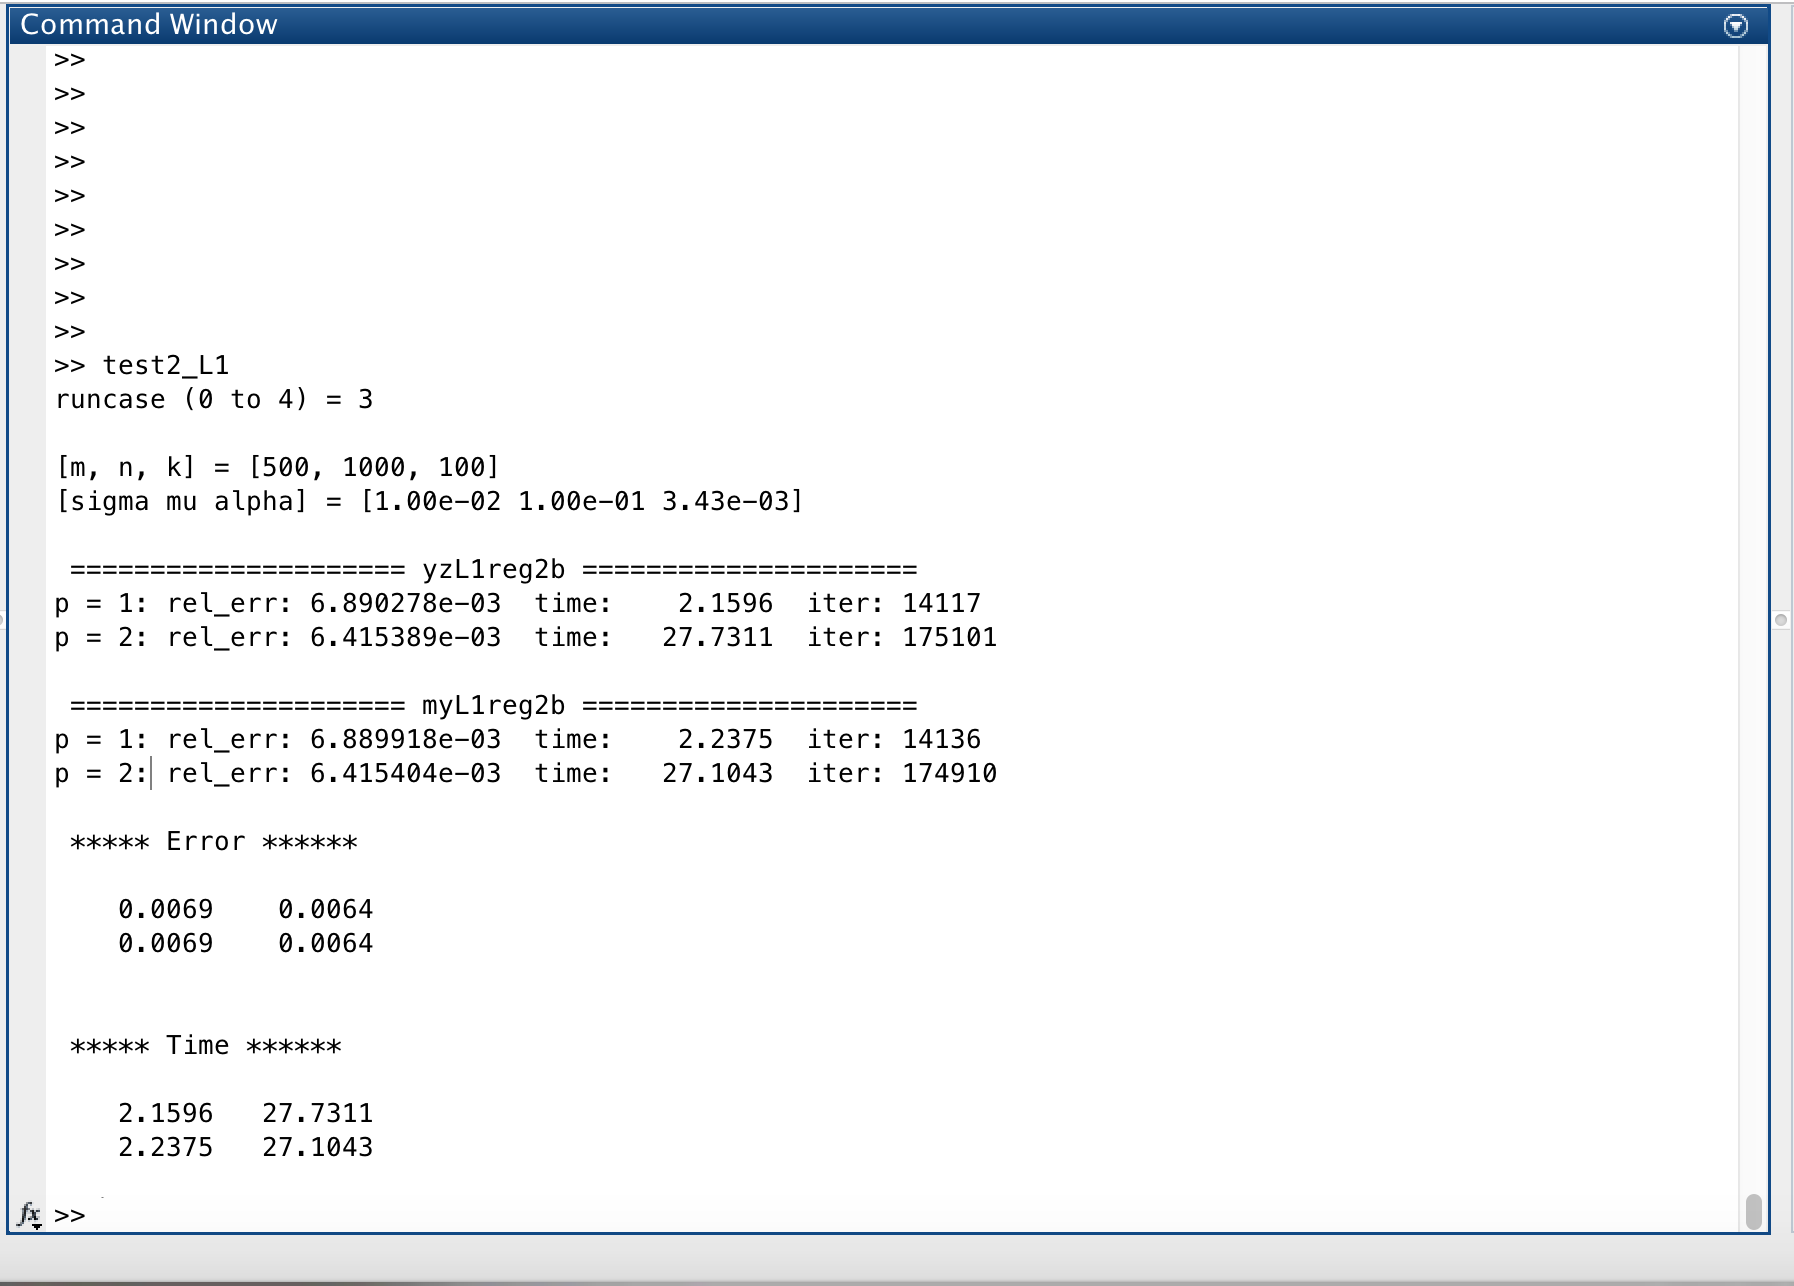 Command Window
>>
>>
>>
>>
>>
>>
>>
>>
>>
>> test2_L1
runcase (0 to 4) = 3
[m, n, k] = [500, 1000, 100]
[sigma mu alpha] = [1.00e-02 1.00e-01 3.43e-03]
===================== yzL1reg2b =====================
p = 1: rel_err: 6.890278e-03  time:    2.1596  iter: 14117
p = 2: rel_err: 6.415389e-03  time:   27.7311  iter: 175101
===================== myL1reg2b =====================
p = 1: rel_err: 6.889918e-03  time:    2.2375  iter: 14136
p = 2: rel_err: 6.415404e-03  time:   27.1043  iter: 174910
***** Error ******
0.0069    0.0064
0.0069    0.0064
***** Time ******
2.1596   27.7311
2.2375   27.1043
fx >>